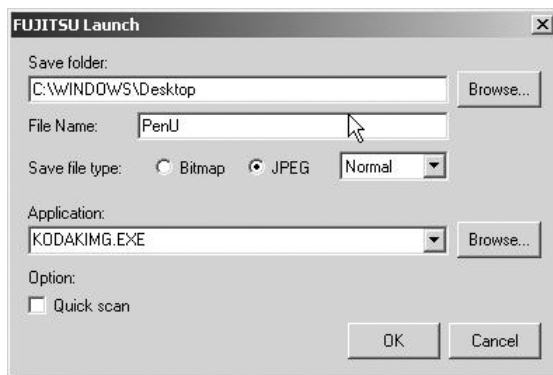 FUJITSU Launch
Save folder:
C:\WINDOWS\Desktop
Browse...
File Name: PenU
Save file type: Bitmap JPEG Normal
Application:
KODAKIMG.EXE
Browse...
Option:
Quick scan
OK Cancel